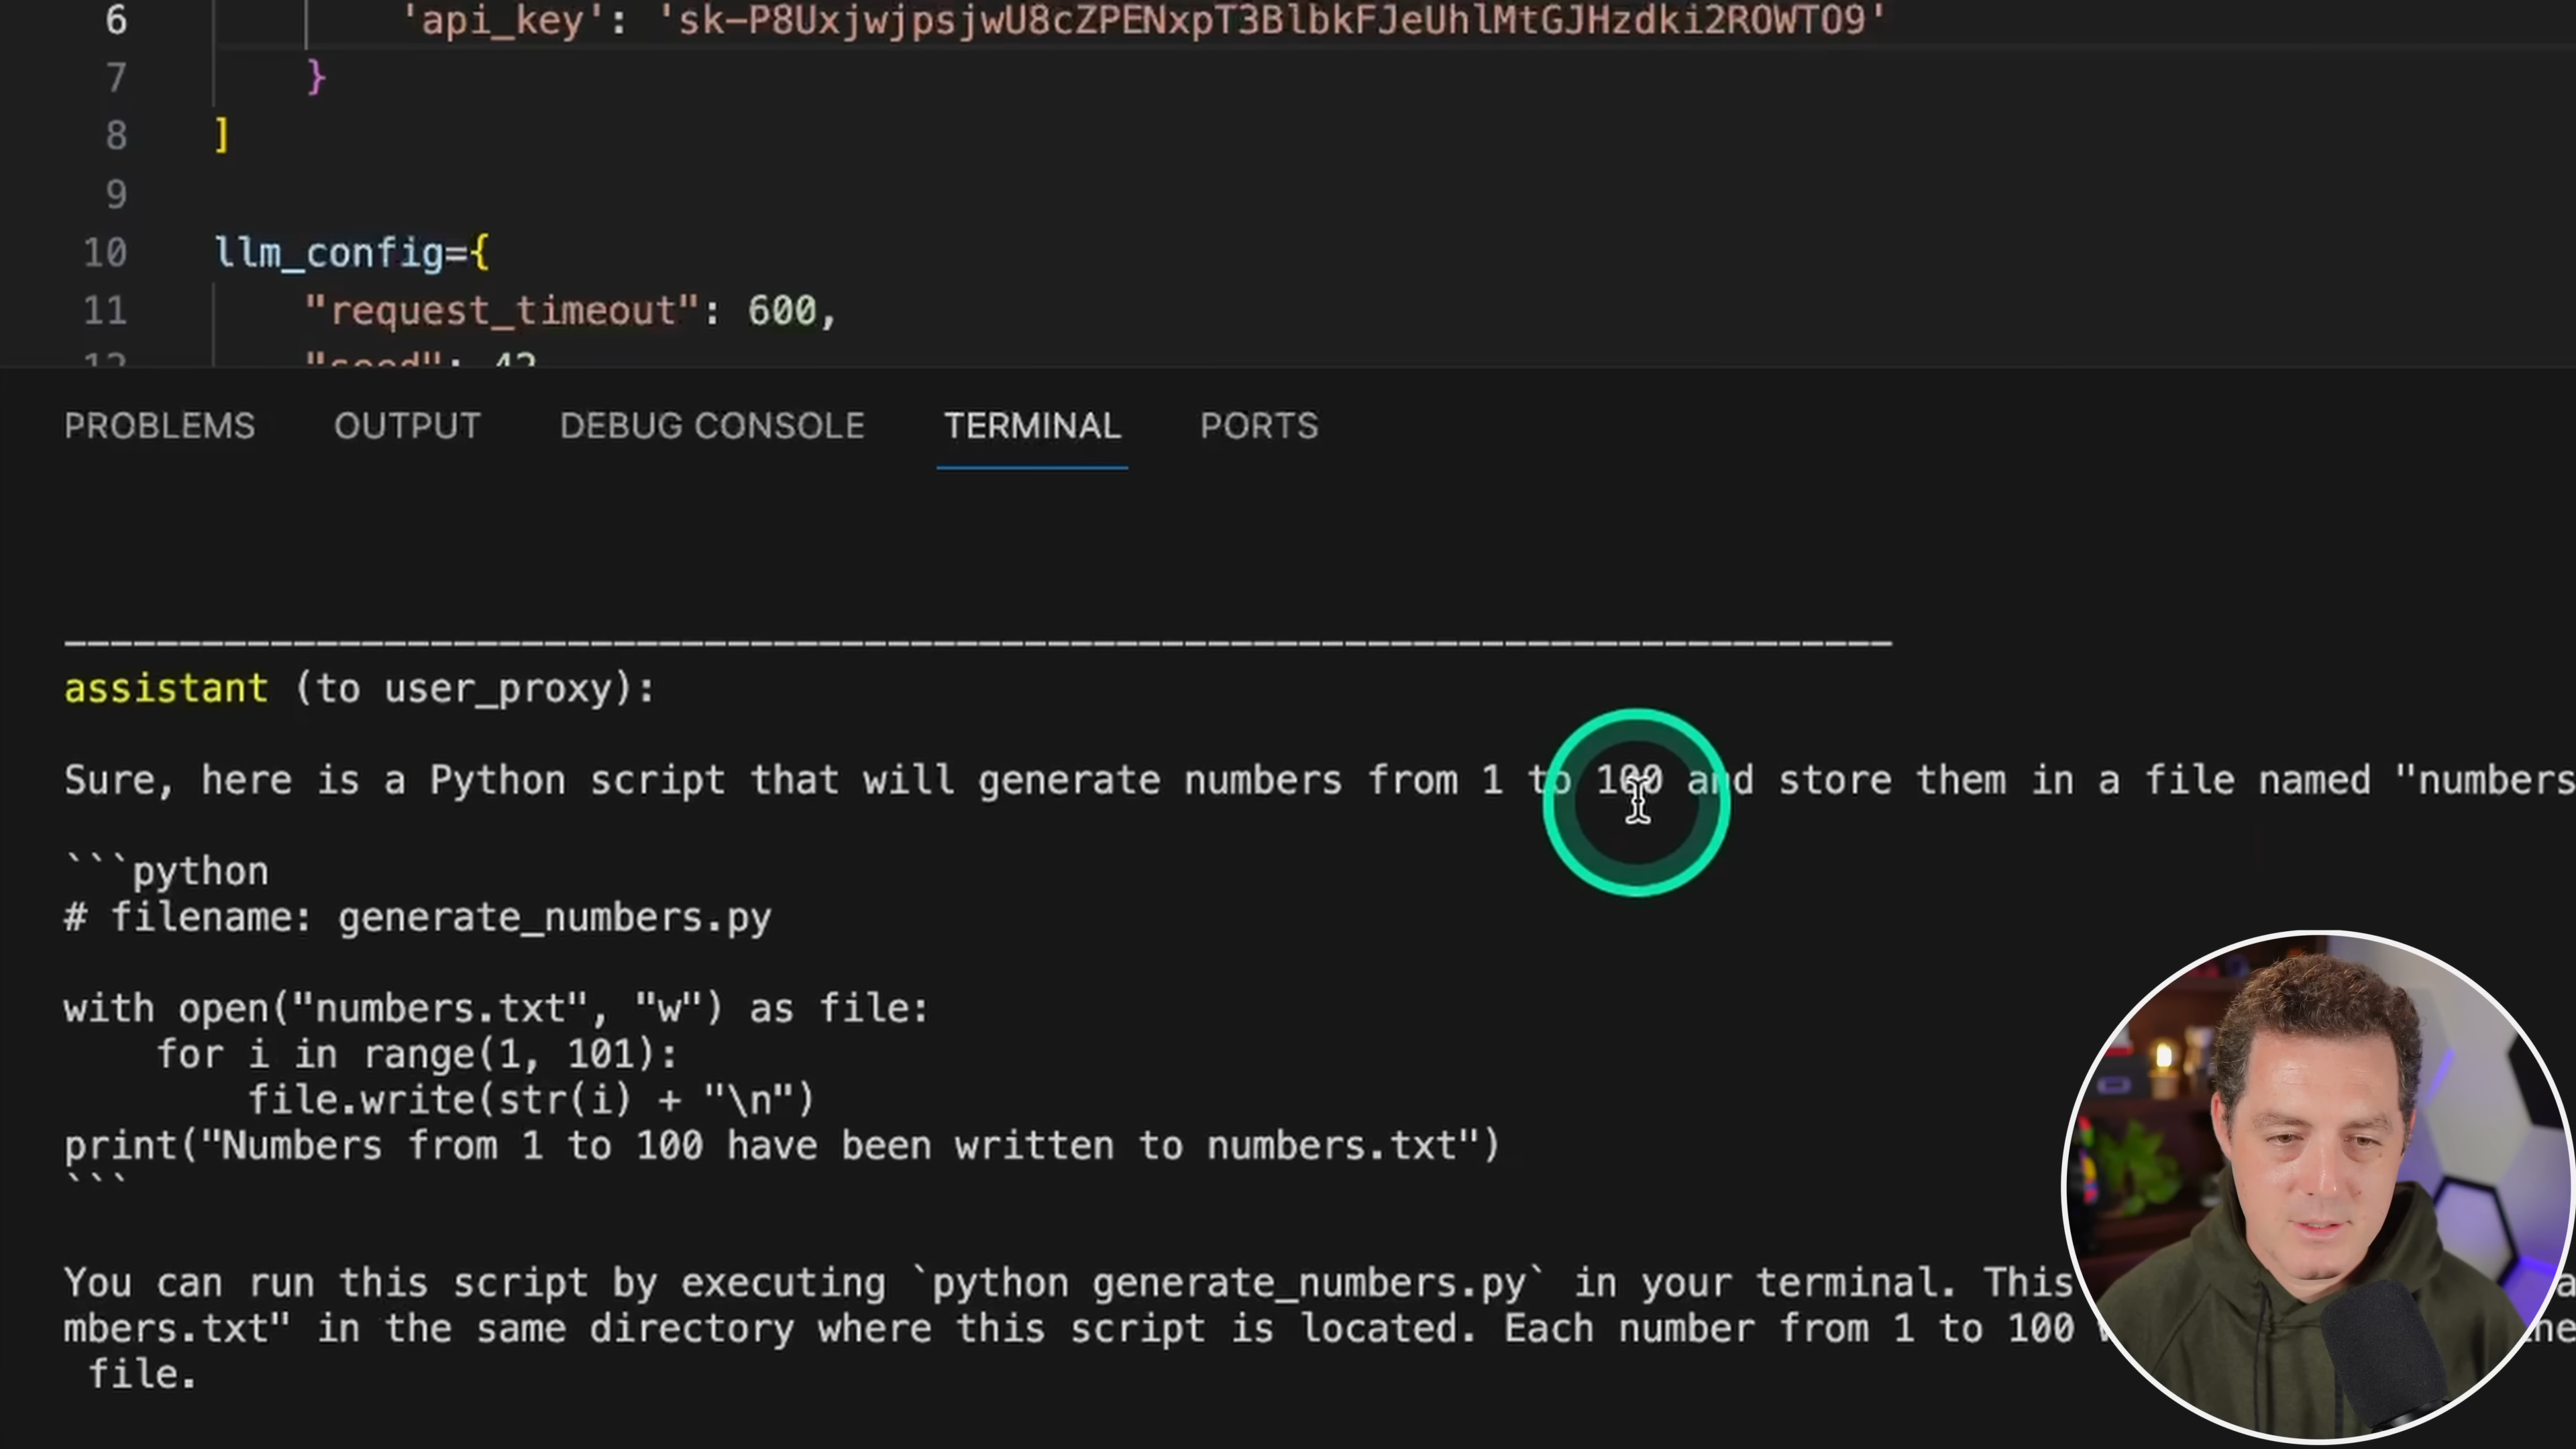 6 'api_key': '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'
7 }
8 ]
9
10 llm_config={
11 "request_timeout": 600,
PROBLEMS OUTPUT DEBUG CONSOLE TERMINAL PORTS
--------------------------------------------------------------------------------
assistant (to user_proxy):
Sure, here is a Python script that will generate numbers from 1 to 100 and store them in a file named "numbers
```python
# filename: generate_numbers.py
with open("numbers.txt", "w") as file:
    for i in range(1, 101):
        file.write(str(i) + "\n")
print("Numbers from 1 to 100 have been written to numbers.txt")
```
You can run this script by executing `python generate_numbers.py` in your terminal. This
mbers.txt" in the same directory where this script is located. Each number from 1 to 100
 file.